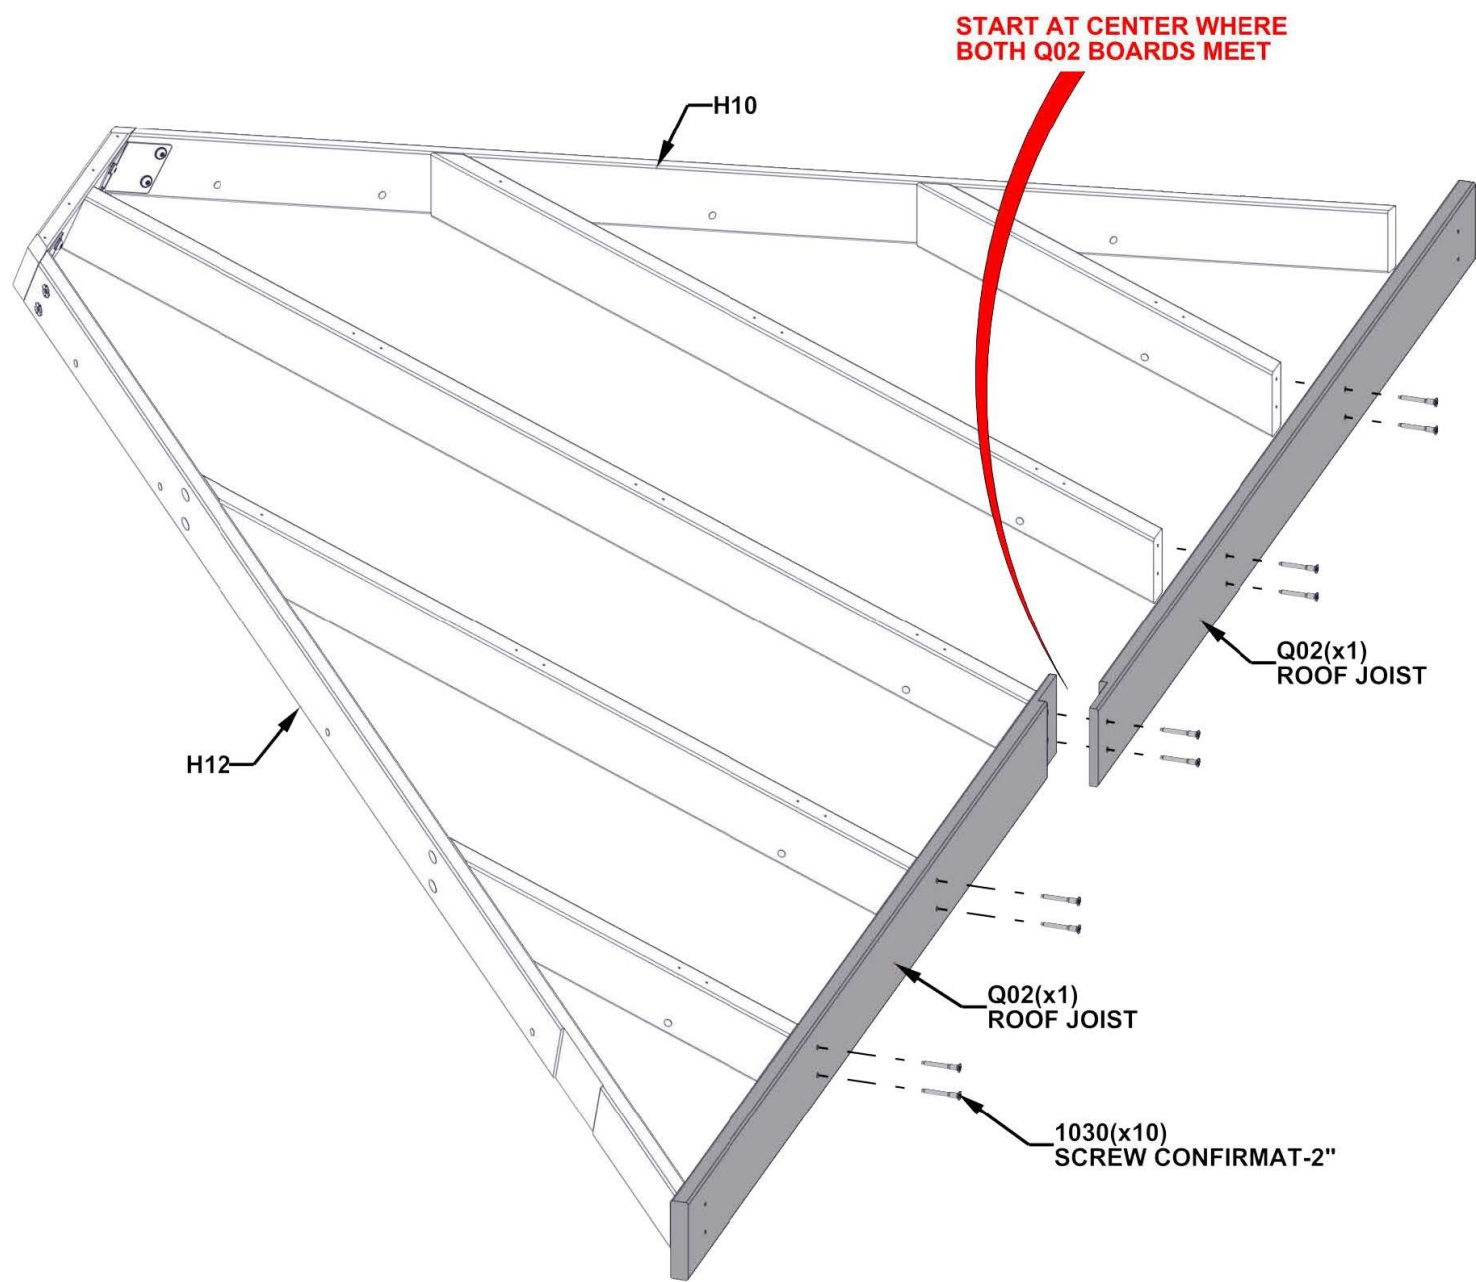 START AT CENTER WHERE
BOTH Q02 BOARDS MEET
H10
Q02(x1)
ROOF JOIST
H12
Q02(x1)
ROOF JOIST
1030(x10)
SCREW CONFIRMAT-2"